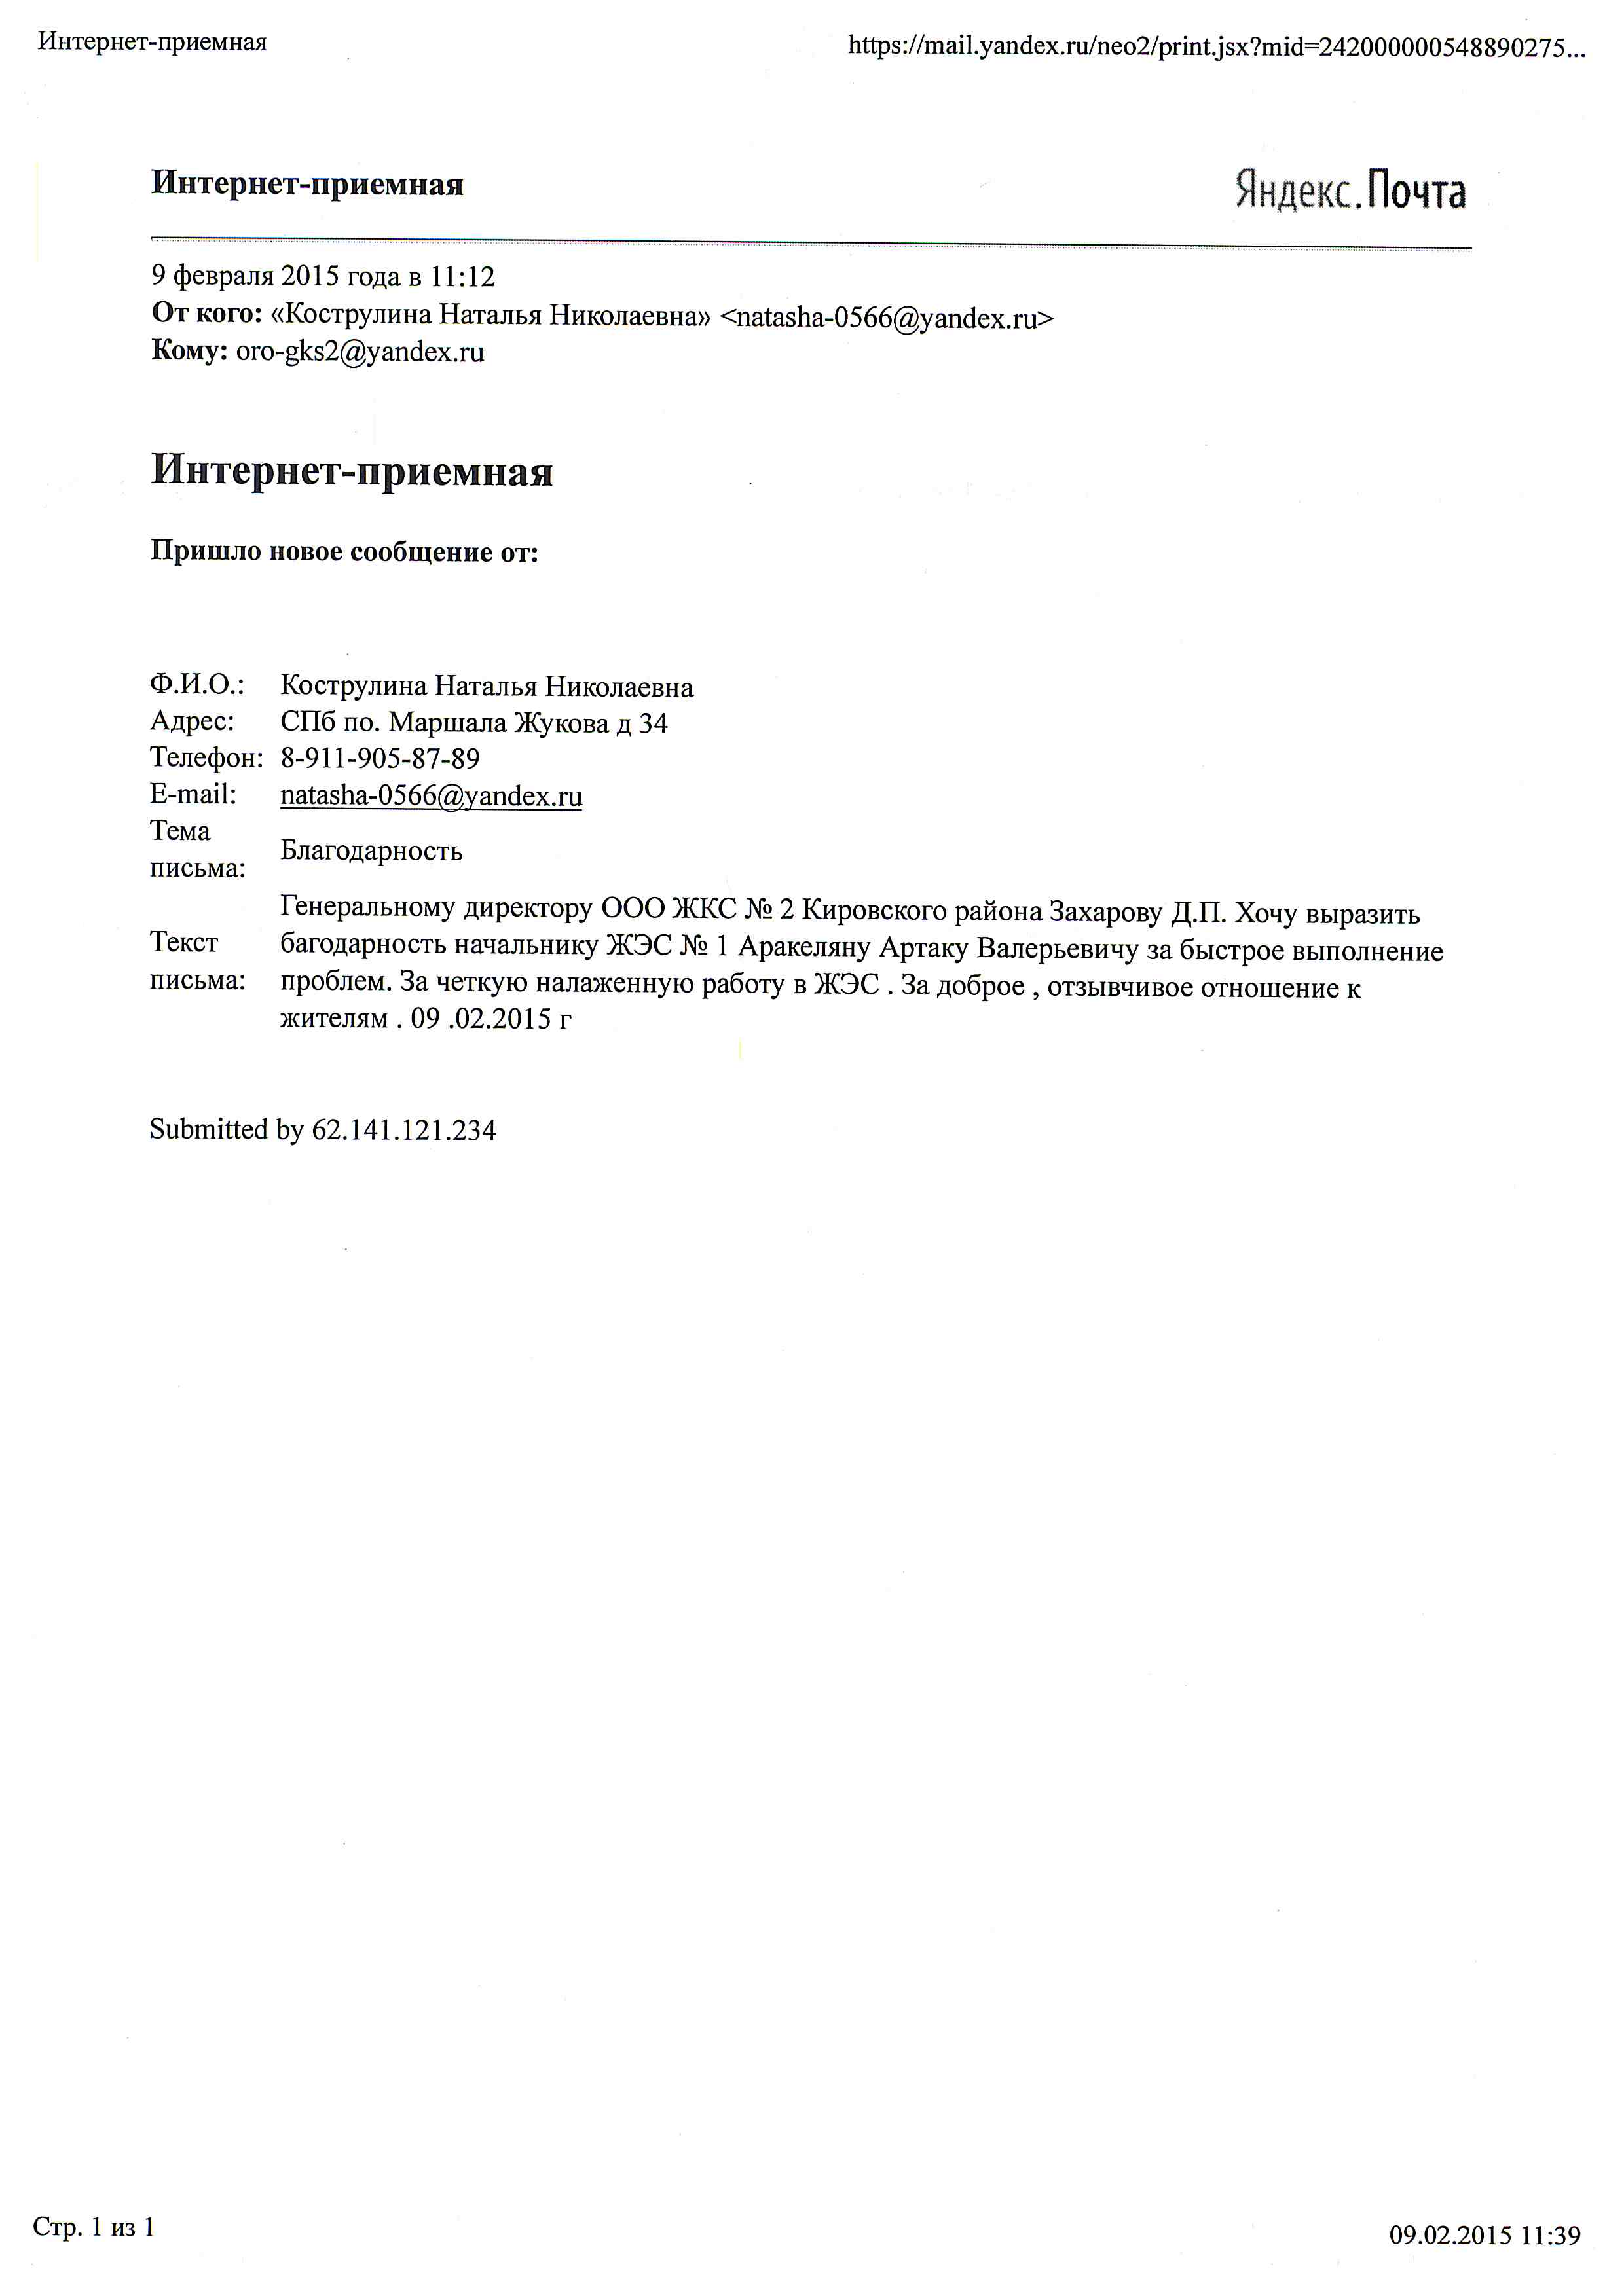 Интернет-приемная
https://mail.yandex.ru/neo2/print.jsx?mid=242000000548890275...
Интернет-приемная
Яндекс.Почта
9 февраля 2015 года в 11:12
От кого: «Кострулина Наталья Николаевна» <natasha-0566@yandex.ru>
Кому: oro-gks2@yandex.ru
Интернет-приемная
Пришло новое сообщение от:
Ф.И.О.: Кострулина Наталья Николаевна
Адрес: СПб по. Маршала Жукова д 34
Телефон: 8-911-905-87-89
E-mail: natasha-0566@yandex.ru
Тема
письма:
Благодарность
Текст
письма:
Генеральному директору ООО ЖКС № 2 Кировского района Захарову Д.П. Хочу выразить
багодарность начальнику ЖЭС № 1 Аракеляну Артаку Валерьевичу за быстрое выполнение
проблем. За четкую налаженную работу в ЖЭС . За доброе , отзывчивое отношение к
жителям . 09 .02.2015 г
Submitted by 62.141.121.234
Стр. 1 из 1
09.02.2015 11:39